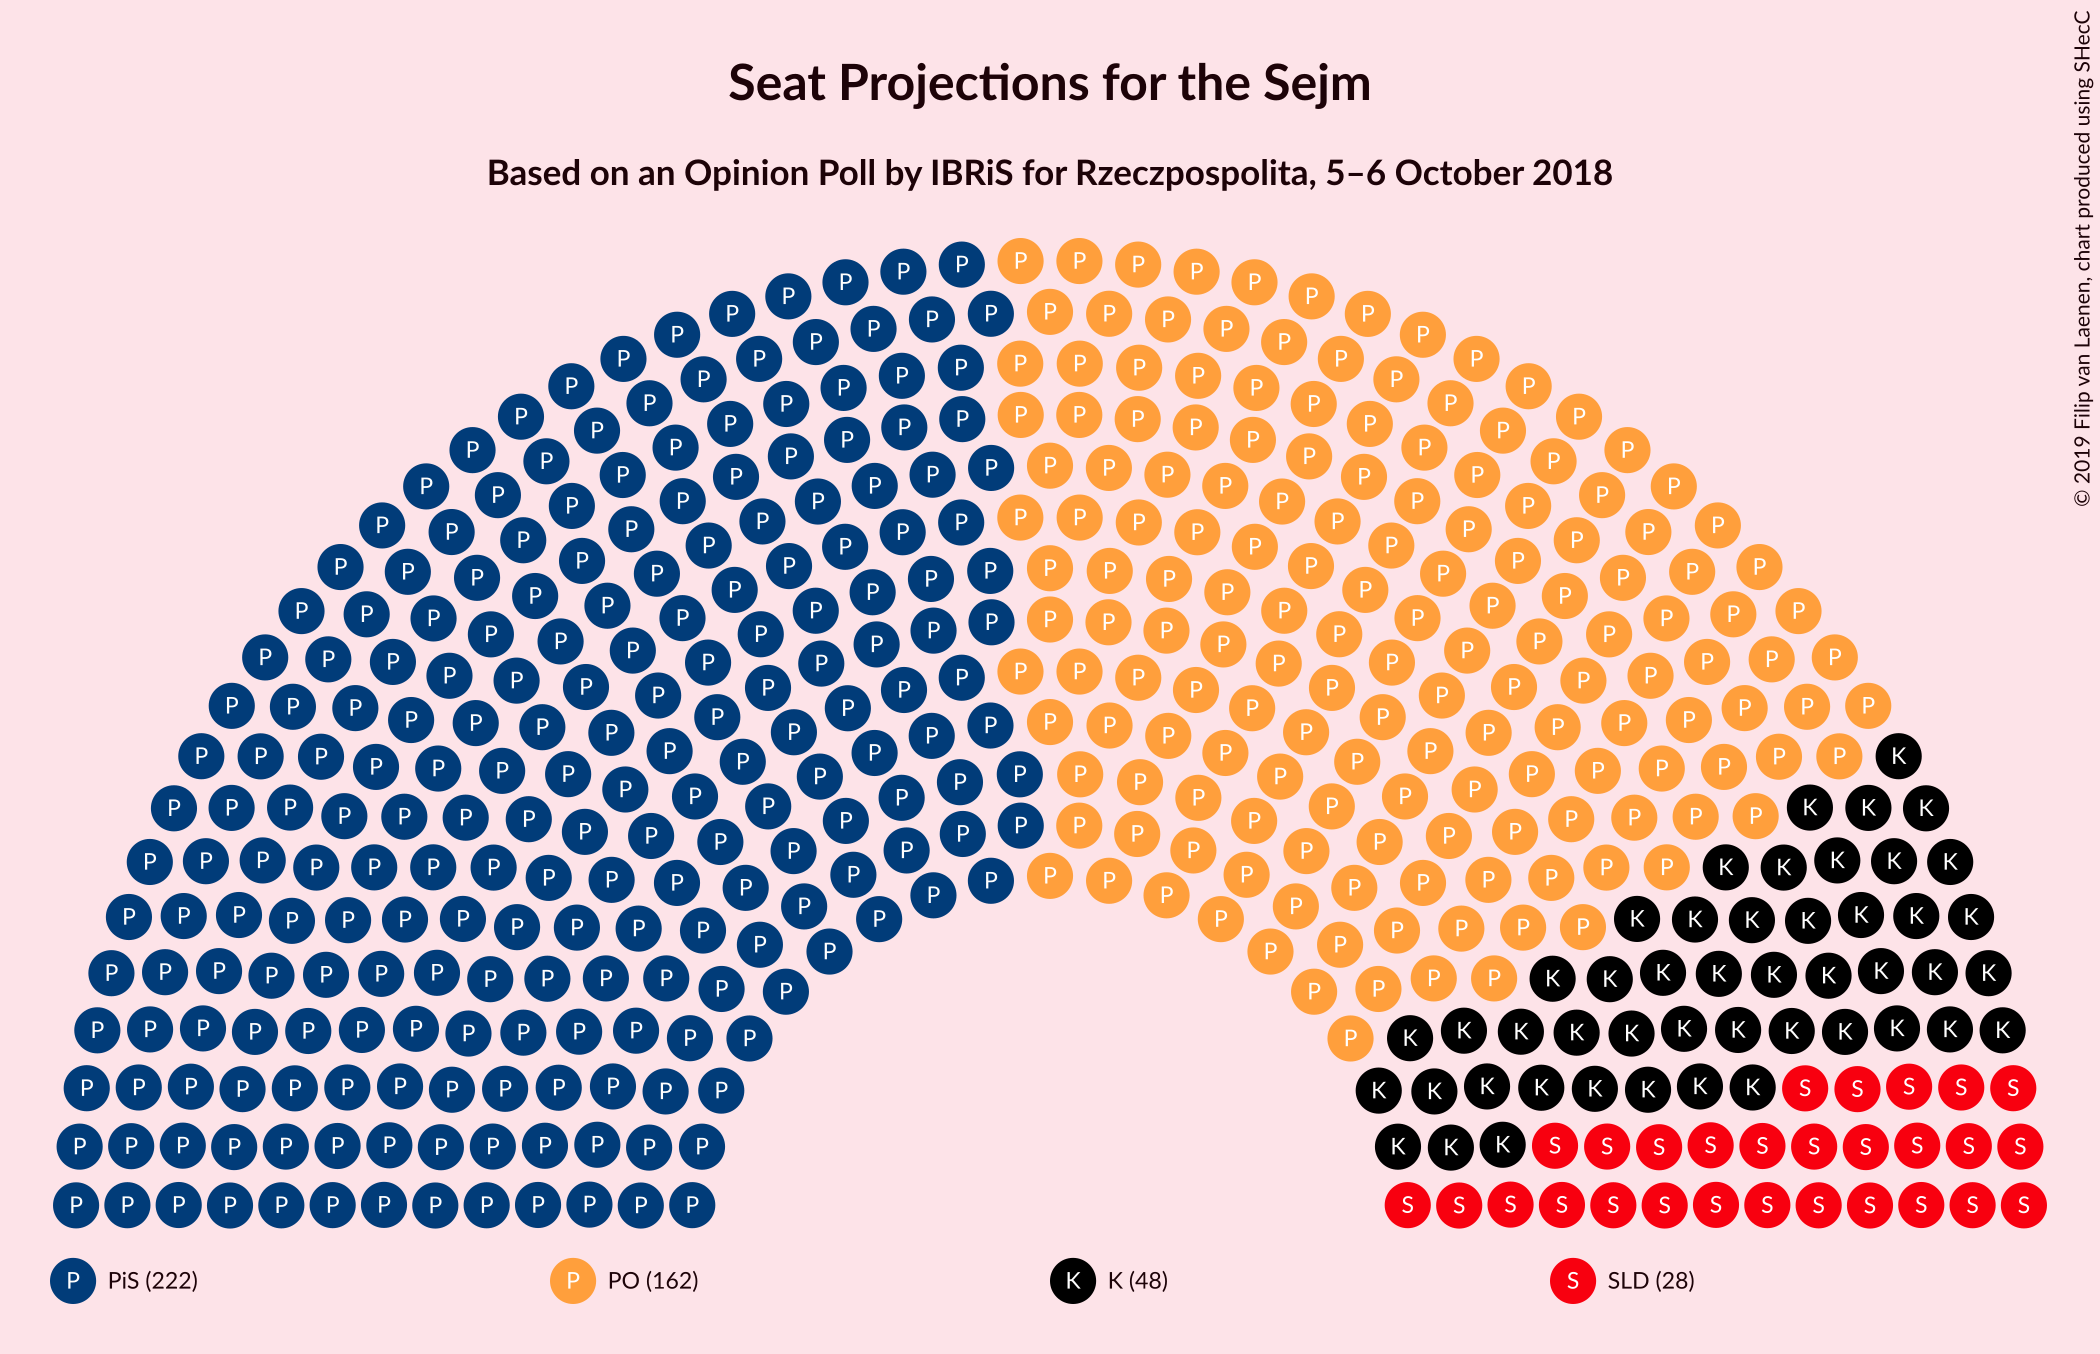 Seat Projections for the Sejm
Based on an Opinion Poll by IBRiS for Rzeczpospolita, 5–6 October 2018
© 2019 Filip van Laenen, chart produced using SHecC
P PiS (222)
P PO (162)
K K (48)
S SLD (28)